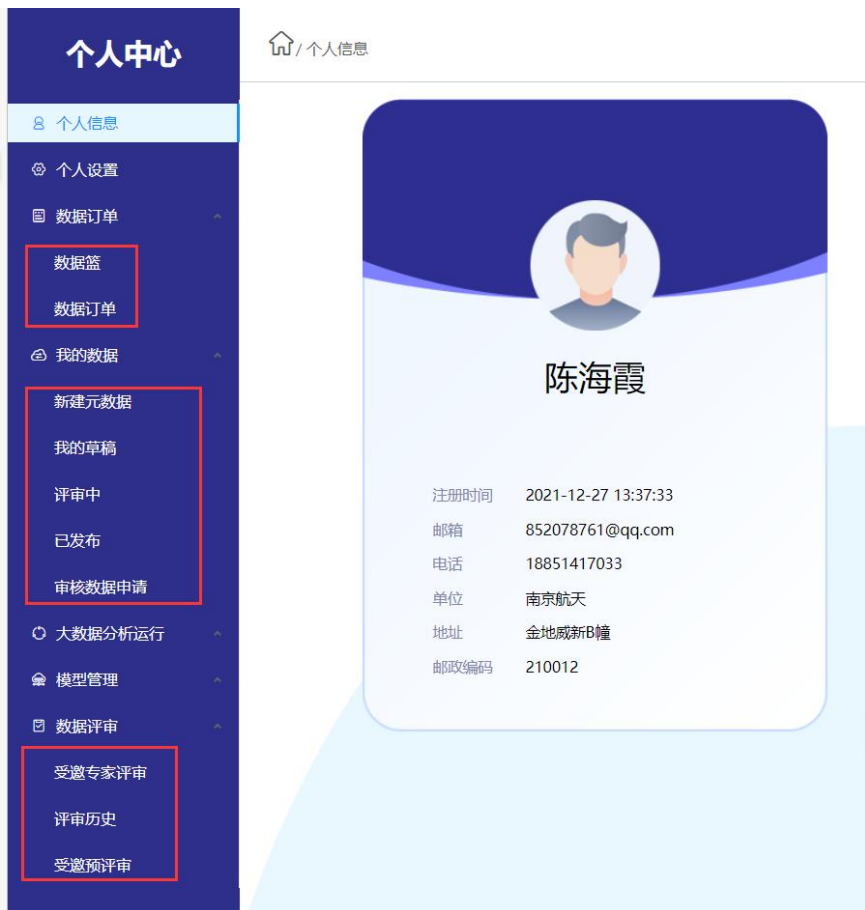 个人中心
/ 个人信息
个人信息
个人设置
数据订单
数据篮
数据订单
我的数据
新建元数据
我的草稿
评审中
已发布
审核数据申请
大数据分析运行
模型管理
数据评审
受邀专家评审
评审历史
受邀预评审
陈海霞
注册时间 2021-12-27 13:37:33
邮箱 852078761@qq.com
电话 18851417033
单位 南京航天
地址 金地威新B幢
邮政编码 210012